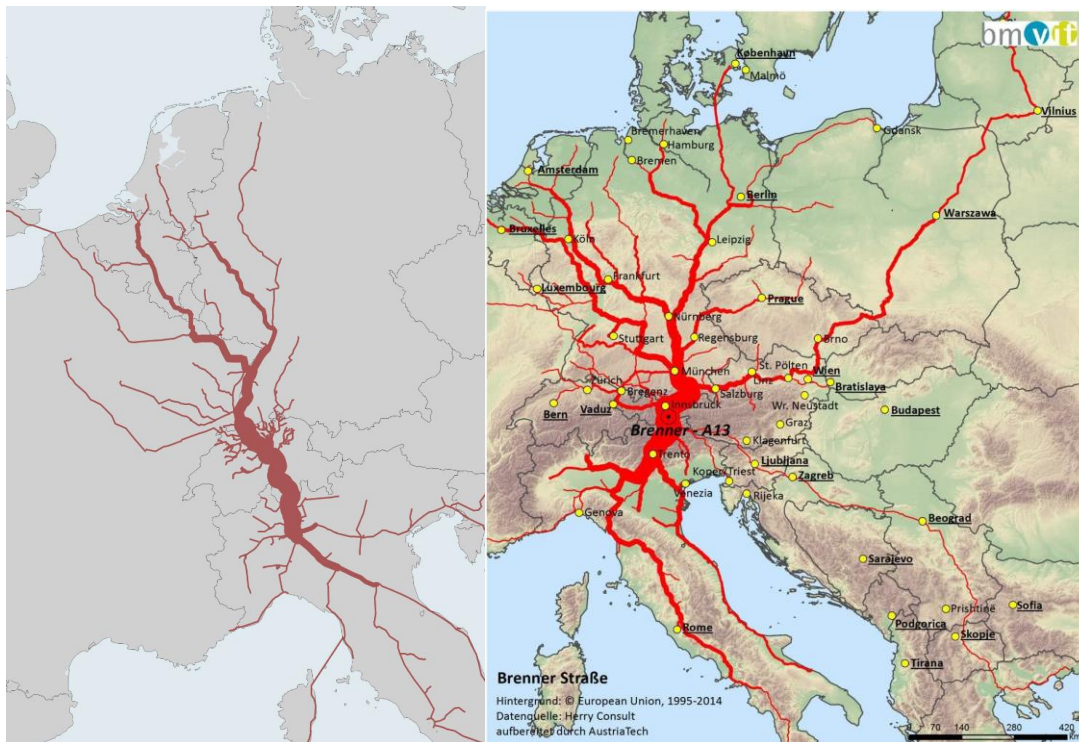 bmvit
København
Malmö
Vilnius
Bremerhaven
Hamburg
Gdansk
Bremen
Amsterdam
Berlin
Warszawa
Bruxelles
Köln
Leipzig
Frankfurt
Luxembourg
Prague
Nürnberg
Stuttgart
Regensburg
Brno
München
St. Pölten
Linz
Wien
Zürich
Bregenz
Salzburg
Bratislava
Bern
Vaduz
Innsbruck
Wr. Neustadt
Budapest
Brenner - A13
Graz
Klagenfurt
Trento
Ljubljana
Koper/Triest
Zagreb
Venezia
Rijeka
Genova
Beograd
Sarajevo
Prishtinë
Sofia
Podgorica
Rome
Skopje
Tirana
Brenner Straße
Hintergrund: © European Union, 1995-2014
Datenquelle: Herry Consult
aufbereitet durch AustriaTech
0 70 140 280 420
Km